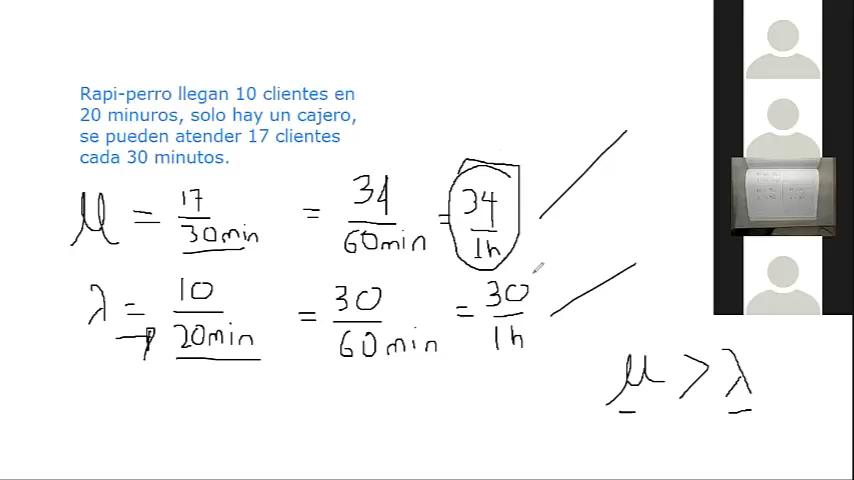 Rapi-perro llegan 10 clientes en
20 minuros, solo hay un cajero,
se pueden atender 17 clientes
cada 30 minutos.
μ = 17/30min = 34/60min = 34/1h
λ = 10/20min = 30/60min = 30/1h
μ > λ